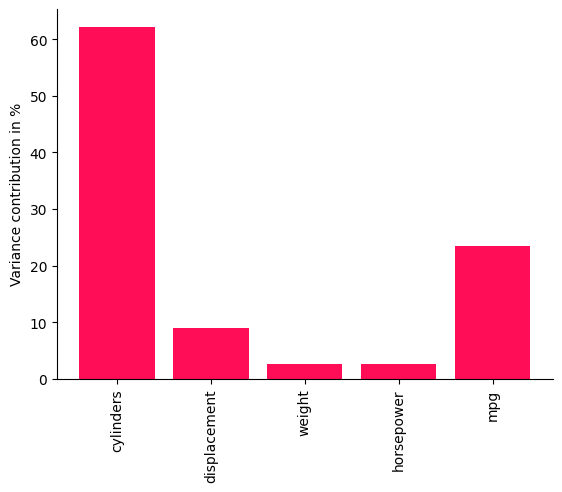 Variance contribution in %
60
50
40
30
20
10
0
cylinders
displacement
weight
horsepower
mpg